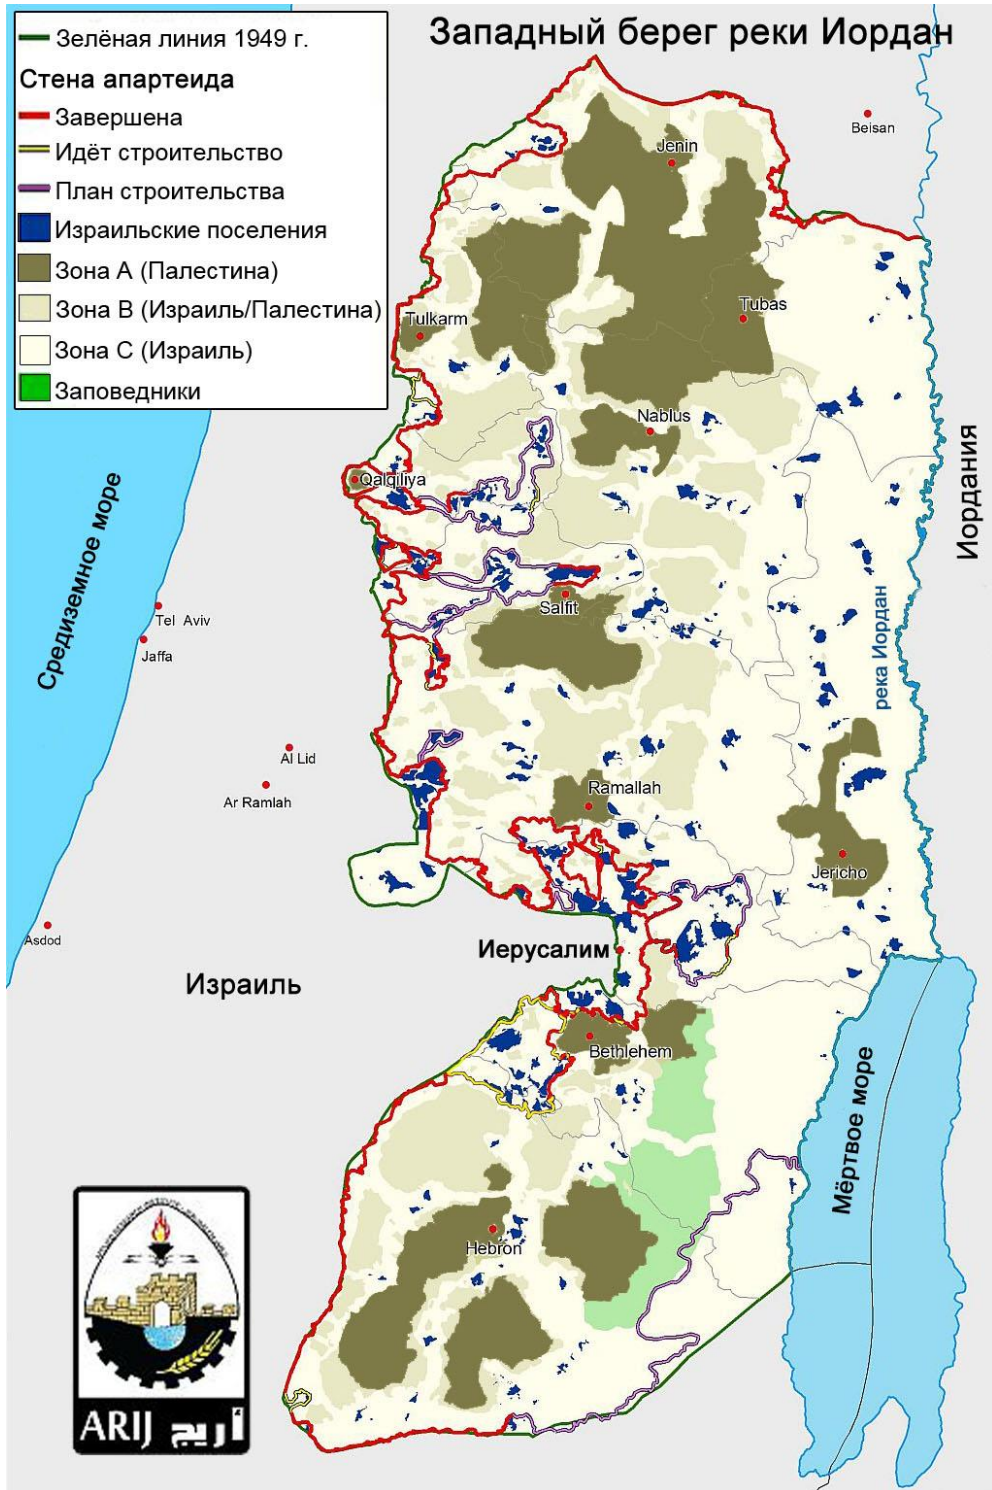 Западный берег реки Иордан
Зелёная линия 1949 г.
Стена апартеида
Завершена
Идёт строительство
План строительства
Израильские поселения
Зона А (Палестина)
Зона В (Израиль/Палестина)
Зона С (Израиль)
Заповедники
Beisan
Jenin
Tubas
Tulkarm
Nablus
Qalqiliya
Иордания
Средиземное море
река Иордан
Tel Aviv
Jaffa
Salfit
Al Lid
Ar Ramlah
Ramallah
Jericho
Asdod
Иерусалим
Израиль
Bethlehem
Мёртвое море
Hebron
ARIJ أريج